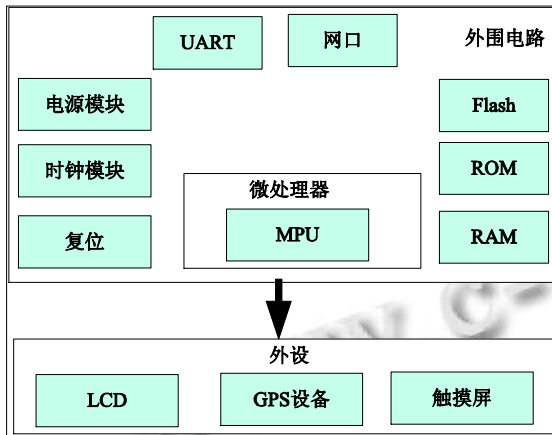 UART
网口
外围电路
电源模块
Flash
时钟模块
ROM
微处理器
复位
MPU
RAM
外设
LCD
GPS设备
触摸屏